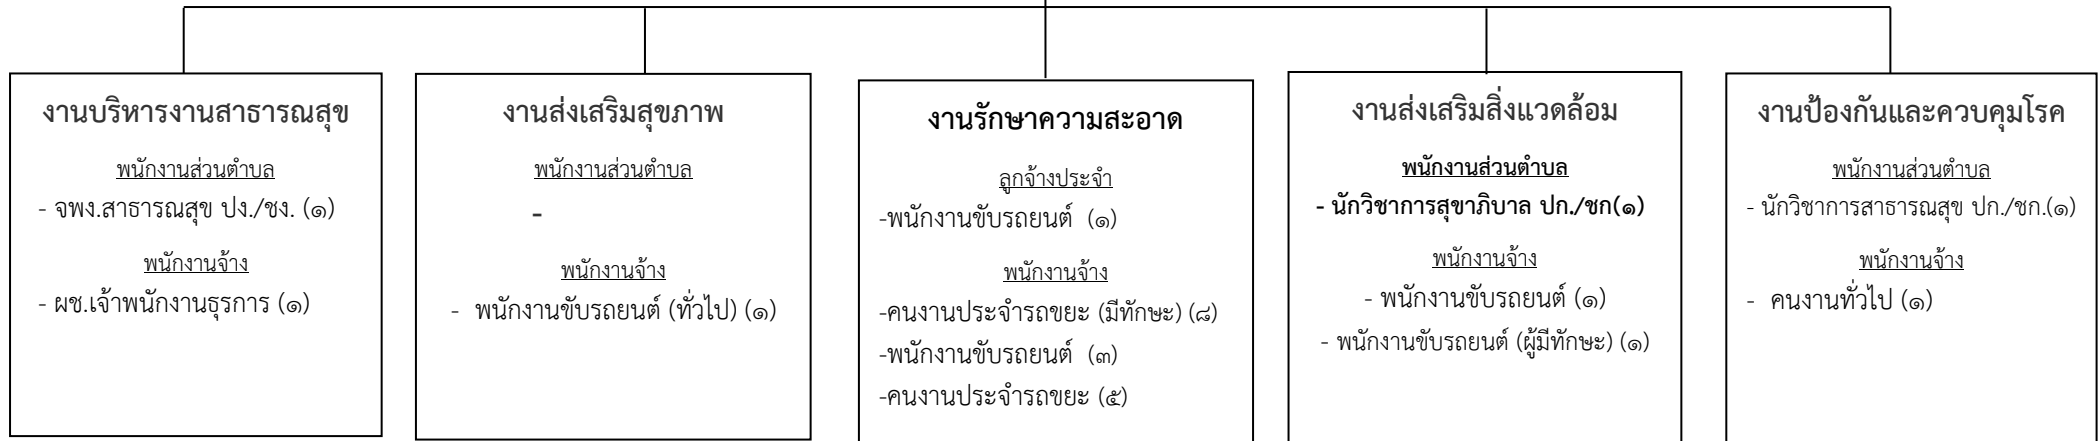 งานบริหารงานสาธารณสุข
พนักงานส่วนตำบล
- จพง.สาธารณสุข ปง./ชง. (๑)
พนักงานจ้าง
- ผช.เจ้าพนักงานธุรการ (๑)
งานส่งเสริมสุขภาพ
พนักงานส่วนตำบล
-
พนักงานจ้าง
- พนักงานขับรถยนต์ (ทั่วไป) (๑)
งานรักษาความสะอาด
ลูกจ้างประจำ
-พนักงานขับรถยนต์ (๑)
พนักงานจ้าง
-คนงานประจำรถขยะ (มีทักษะ) (๘)
-พนักงานขับรถยนต์ (๓)
-คนงานประจำรถขยะ (๕)
งานส่งเสริมสิ่งแวดล้อม
พนักงานส่วนตำบล
- นักวิชาการสุขาภิบาล ปก./ชก(๑)
พนักงานจ้าง
- พนักงานขับรถยนต์ (๑)
- พนักงานขับรถยนต์ (ผู้มีทักษะ) (๑)
งานป้องกันและควบคุมโรค
พนักงานส่วนตำบล
- นักวิชาการสาธารณสุข ปก./ชก.(๑)
พนักงานจ้าง
- คนงานทั่วไป (๑)